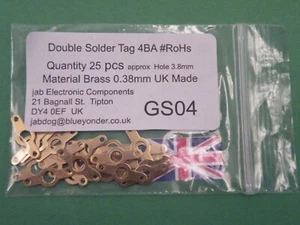 Double Solder Tag 4BA #RoHs
Quantity 25 pcs approx Hole 3.8mm
Material Brass 0.38mm UK Made
jab Electronic Components
21 Bagnall St. Tipton
DY4 0EF UK
jabdog@blueyonder.co.uk
GS04